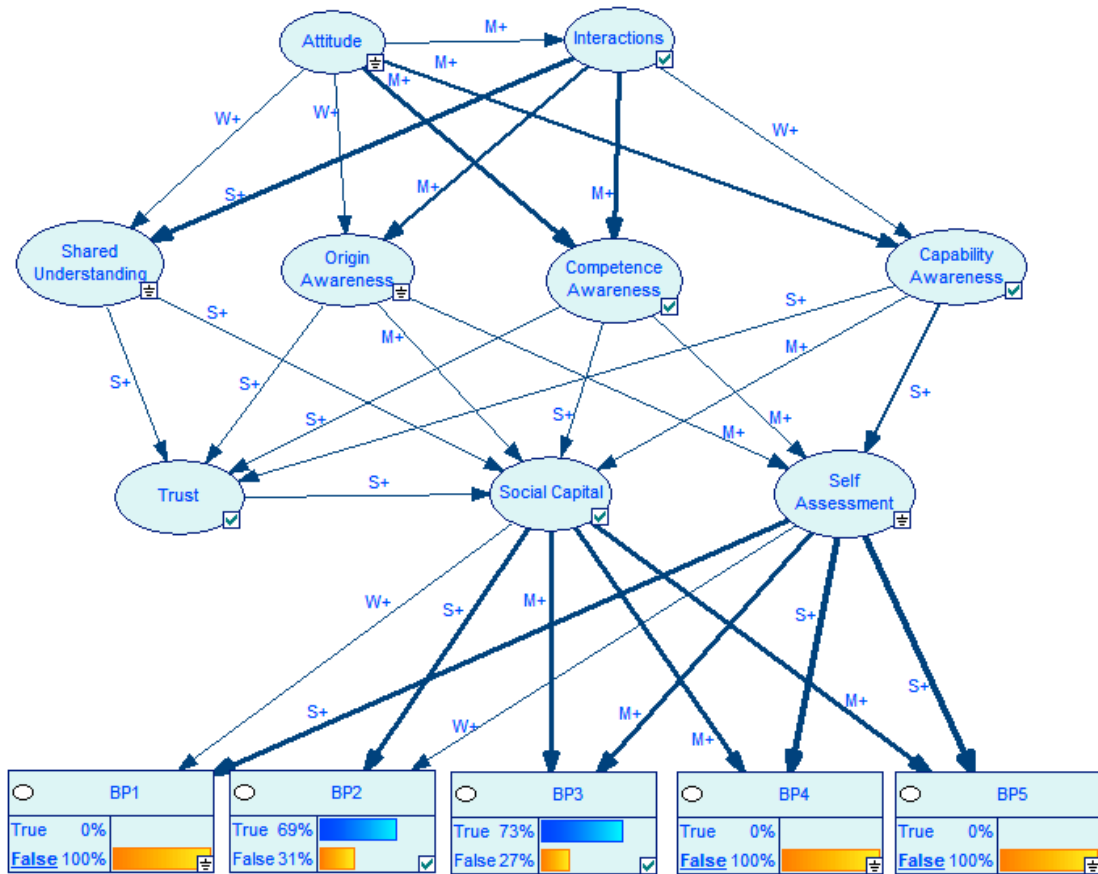 Attitude
M+
Interactions
M+
M+
W+
W+
W+
S+
M+
M+
Shared
Understanding
Origin
Awareness
Competence
Awareness
Capability
Awareness
S+
S+
M+
M+
S+
S+
S+
S+
S+
M+
M+
Trust
S+
Social Capital
Self
Assessment
W+
S+
M+
S+
S+
S+
M+
W+
M+
M+
BP1
True 0%
False 100%
BP2
True 69%
False 31%
BP3
True 73%
False 27%
BP4
True 0%
False 100%
BP5
True 0%
False 100%